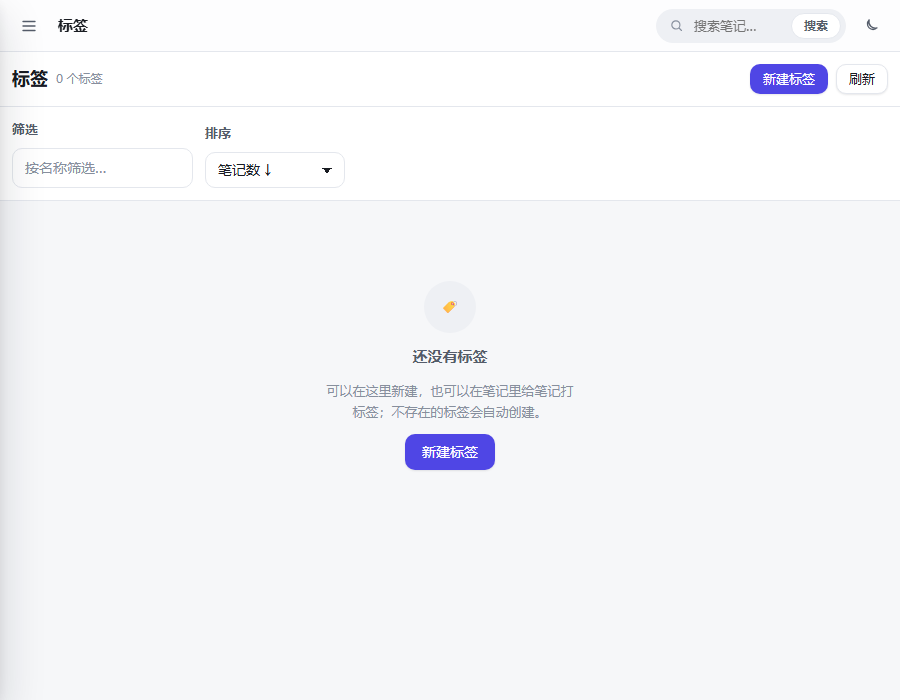 标签
搜索笔记...
搜索
标签
0 个标签
新建标签
刷新
筛选
排序
按名称筛选...
笔记数 ↓
还没有标签
可以在这里新建，也可以在笔记里给笔记打
标签；不存在的标签会自动创建。
新建标签